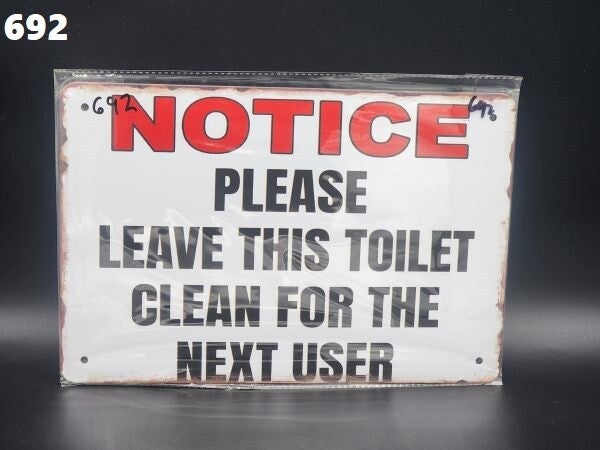 692
692
NOTICE
PLEASE
LEAVE THIS TOILET
CLEAN FOR THE
NEXT USER